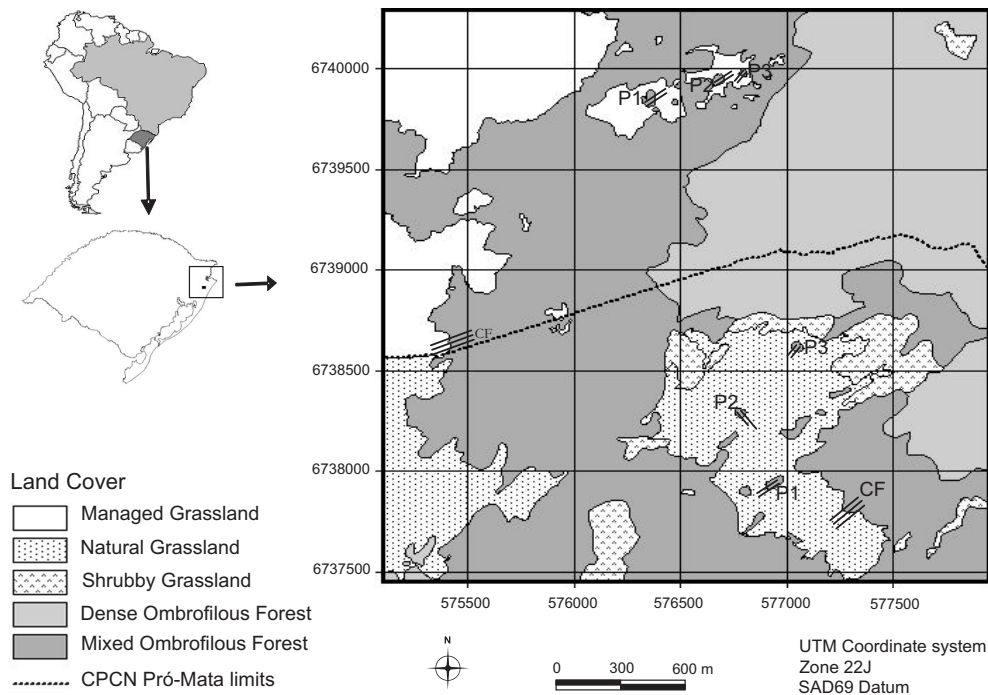 6740000
6739500
6739000
6738500
6738000
6737500
P1
P2
P3
CF
P3
P2
P1
CF
575500
576000
576500
577000
577500
Land Cover
Managed Grassland
Natural Grassland
Shrubby Grassland
Dense Ombrofilous Forest
Mixed Ombrofilous Forest
CPCN Pró-Mata limits
N
0 300 600 m
UTM Coordinate system
Zone 22J
SAD69 Datum